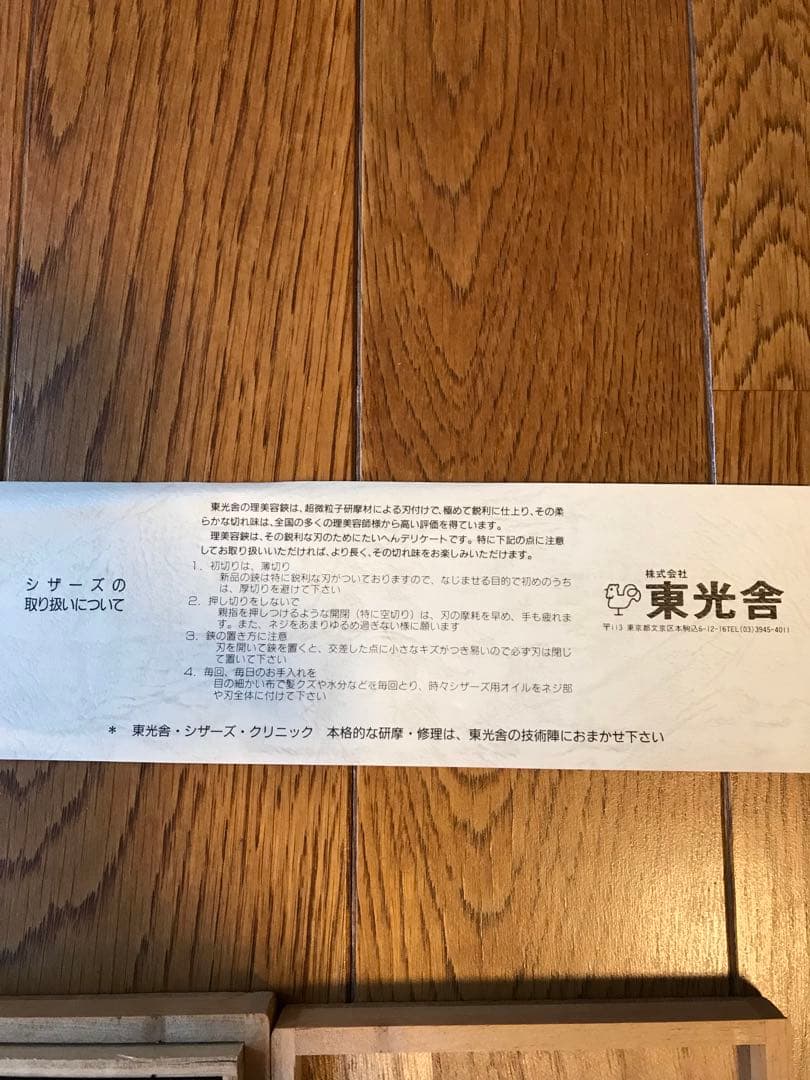 シザーズの
取り扱いについて
東光舎の理美容鋏は、超微粒子研摩材による刃付けで、極めて鋭利に仕上り、その柔
らかな切れ味は、全国の多くの理美容師様から高い評価を得ています。
理美容鋏は、その鋭利な刃のためにたいへんデリケートです。特に下記の点に注意
してお取り扱いいただければ、より長く、その切れ味をお楽しみいただけます。
1．初切りは、薄切り
新品の鋏は特に鋭利な刃がついておりますので、なじませる目的で初めのうち
は、厚切りを避けて下さい
2．押し切りをしないで
親指を押しつけるような開閉（特に空切り）は、刃の摩耗を早め、手も疲れま
す。また、ネジをあまりゆるめ過ぎない様に願います
3．鋏の置き方に注意
刃を開いて鋏を置くと、交差した点に小さなキズがつき易いので必ず刃は閉じ
て置いて下さい
4．毎回、毎日のお手入れを
目の細かい布で髪クズや水分などを毎回とり、時々シザーズ用オイルをネジ部
や刃全体に付けて下さい
＊ 東光舎・シザーズ・クリニック 本格的な研摩・修理は、東光舎の技術陣におまかせ下さい
株式会社
東光舎
〒113 東京都文京区本駒込6-12-16TEL(03)3945-4011